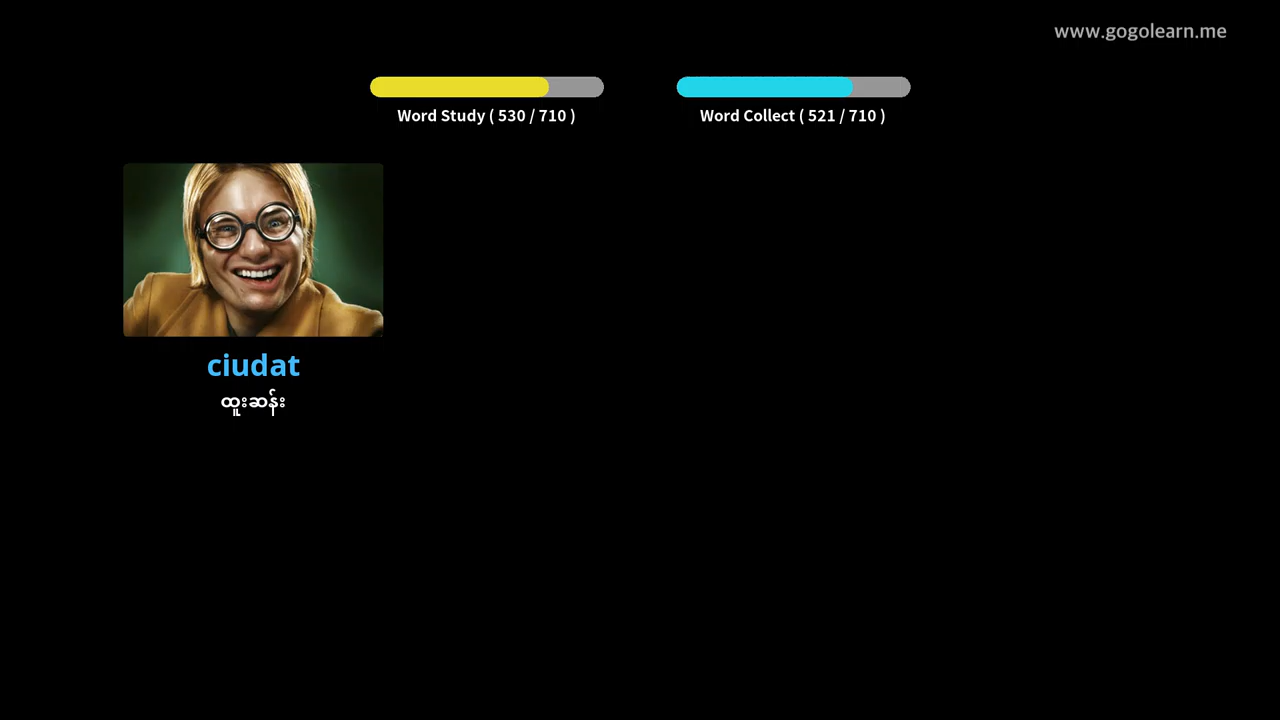 www.gogolearn.me
Word Study ( 530 / 710 )
Word Collect ( 521 / 710 )
ciudat
ထူးဆန်း